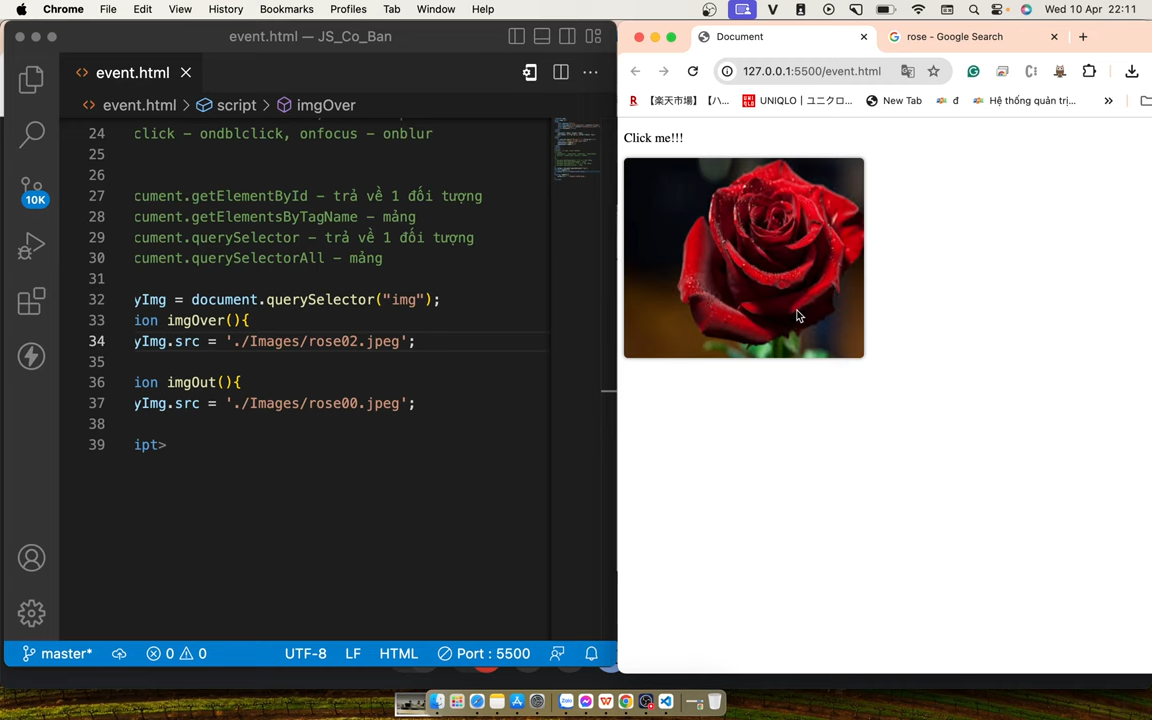 Chrome File Edit View History Bookmarks Profiles Tab Window Help Wed 10 Apr 22:11
event.html — JS_Co_Ban
event.html
event.html > script > imgOver
24 click – ondblclick, onfocus – onblur
25
26
27 cument.getElementById – trả về 1 đối tượng
28 cument.getElementsByTagName – mảng
29 cument.querySelector – trả về 1 đối tượng
30 cument.querySelectorAll – mảng
31
32 yImg = document.querySelector("img");
33 ion imgOver(){
34 yImg.src = './Images/rose02.jpeg';
35
36 ion imgOut(){
37 yImg.src = './Images/rose00.jpeg';
38
39 ipt>
10K
master* 0 0 UTF-8 LF HTML Port : 5500
Document
rose - Google Search
127.0.0.1:5500/event.html
【楽天市場】【ハ... UNIQLO | ユニクロ... New Tab đ Hệ thống quản trị... »
Click me!!!